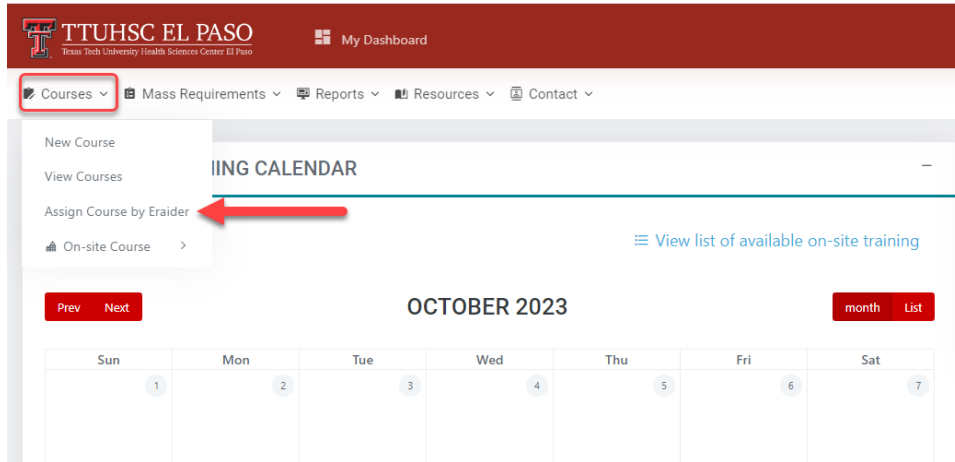 TTUHSC EL PASO
Texas Tech University Health Sciences Center El Paso
My Dashboard
Courses
Mass Requirements
Reports
Resources
Contact
New Course
View Courses
Assign Course by Eraider
On-site Course
ING CALENDAR
View list of available on-site training
Prev Next
OCTOBER 2023
month List
Sun Mon Tue Wed Thu Fri Sat
1 2 3 4 5 6 7